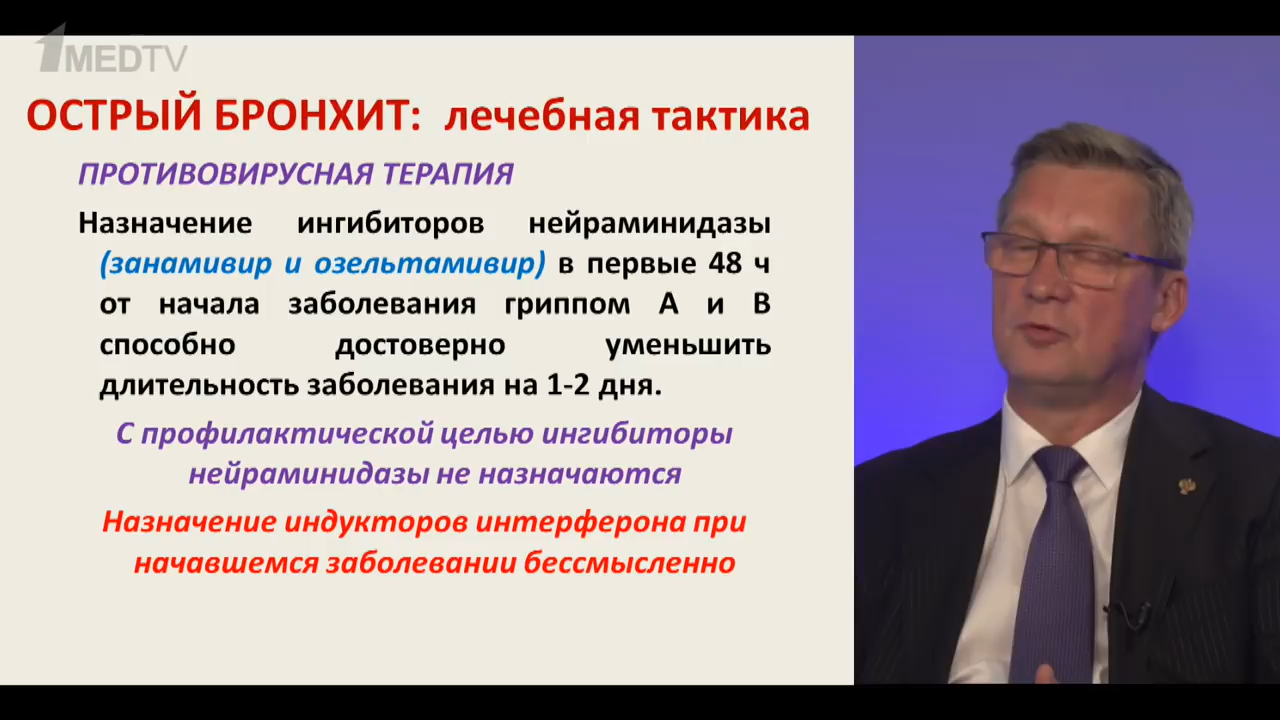 1MEDTV
ОСТРЫЙ БРОНХИТ: лечебная тактика
ПРОТИВОВИРУСНАЯ ТЕРАПИЯ
Назначение ингибиторов нейраминидазы
(занамивир и озельтамивир) в первые 48 ч
от начала заболевания гриппом А и В
способно достоверно уменьшить
длительность заболевания на 1-2 дня.
С профилактической целью ингибиторы
нейраминидазы не назначаются
Назначение индукторов интерферона при
начавшемся заболевании бессмысленно